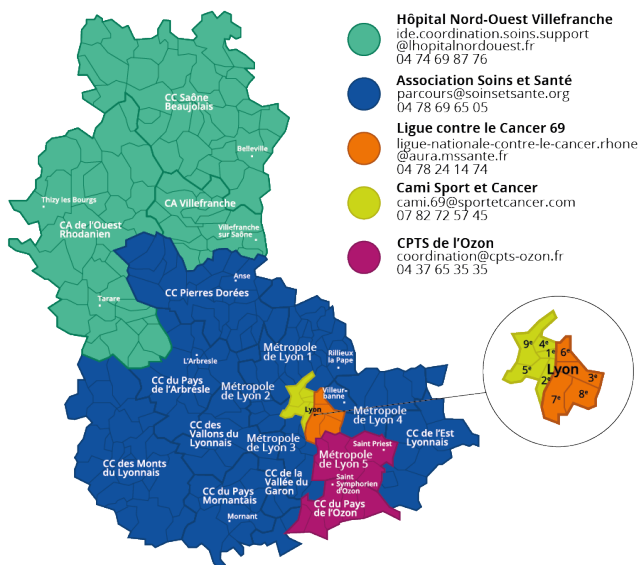 Hôpital Nord-Ouest Villefranche
ide.coordination.soins.support
@lhopitalnordouest.fr
04 74 69 87 76
Association Soins et Santé
parcours@soinsetsante.org
04 78 69 65 05
Ligue contre le Cancer 69
ligue-nationale-contre-le-cancer.rhone
@aura.mssante.fr
04 78 24 14 74
Cami Sport et Cancer
cami.69@sportetcancer.com
07 82 72 57 45
CPTS de l'Ozon
coordination@cpts-ozon.fr
04 37 65 35 35
CC Saône
Beaujolais
Belleville
Thizy les Bourgs
CA Villefranche
CA de l'Ouest
Rhodanien
Villefranche
sur Saône
Anse
CC Pierres Dorées
Tarare
L'Arbresle
Métropole
de Lyon 1
Rillieux
la Pape
CC du Pays
de l'Arbresle
Métropole
de Lyon 2
Villeur-
banne
Lyon
Métropole
de Lyon 4
CC des
Vallons du
Lyonnais
Métropole
de Lyon 3
Saint Priest
CC de l'Est
Lyonnais
Métropole
de Lyon 5
CC des Monts
du Lyonnais
CC de la
Vallée du
Garon
Saint
Symphorien
d'Ozon
CC du Pays
Mornantais
CC du Pays
de l'Ozon
Mornant
9e
4e
1e
6e
5e
Lyon
2e
3e
7e
8e